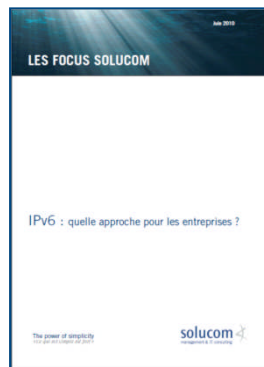 Juin 2010
LES FOCUS SOLUCOM
IPv6 : quelle approche pour les entreprises ?
The power of simplicity
solucom
management & IT consulting